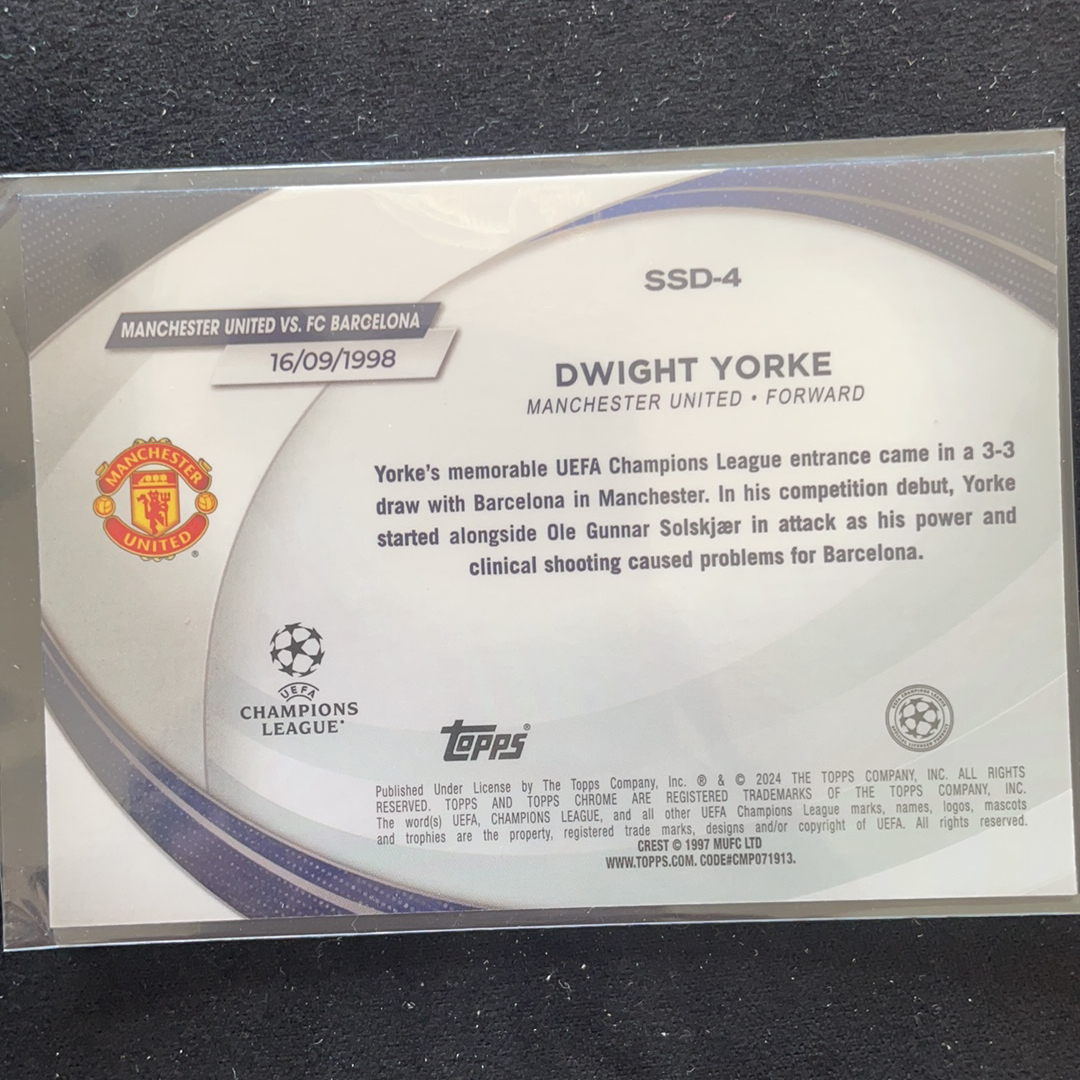 SSD-4
MANCHESTER UNITED VS. FC BARCELONA
16/09/1998
DWIGHT YORKE
MANCHESTER UNITED • FORWARD
Yorke's memorable UEFA Champions League entrance came in a 3-3
draw with Barcelona in Manchester. In his competition debut, Yorke
started alongside Ole Gunnar Solskjær in attack as his power and
clinical shooting caused problems for Barcelona.
MANCHESTER
UNITED
®
UEFA
CHAMPIONS
LEAGUE
topps®
Published Under License by The Topps Company, Inc. ® & © 2024 THE TOPPS COMPANY, INC. ALL RIGHTS
RESERVED. TOPPS AND TOPPS CHROME ARE REGISTERED TRADEMARKS OF THE TOPPS COMPANY, INC.
The word(s) UEFA, CHAMPIONS LEAGUE, and all other UEFA Champions League marks, names, logos, mascots
and trophies are the property, registered trade marks, designs and/or copyright of UEFA. All rights reserved.
CREST © 1997 MUFC LTD
WWW.TOPPS.COM. CODE#CMP071913.